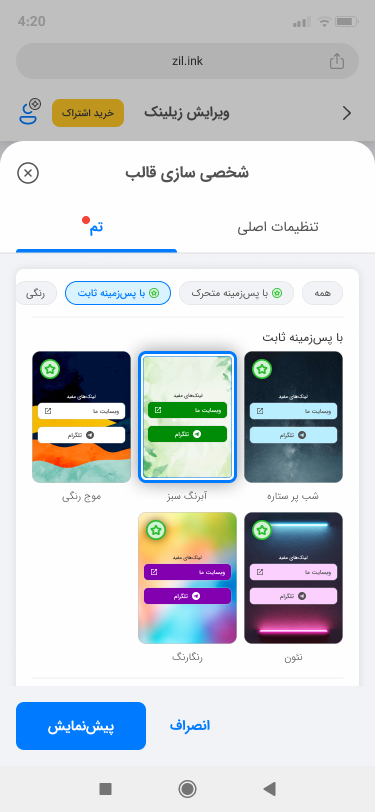 4:20
zil.ink
ویرایش زیلینک
خرید اشتراک
شخصی سازی قالب
تنظیمات اصلی
تم
همه
با پس‌زمینه متحرک
با پس‌زمینه ثابت
رنگی
با پس‌زمینه ثابت
لینک‌های مفید
وبسایت ما
تلگرام
شب پر ستاره
لینک‌های مفید
وبسایت ما
تلگرام
آبرنگ سبز
لینک‌های مفید
وبسایت ما
تلگرام
موج رنگی
لینک‌های مفید
وبسایت ما
تلگرام
نئون
لینک‌های مفید
وبسایت ما
تلگرام
رنگارنگ
انصراف
پیش‌نمایش